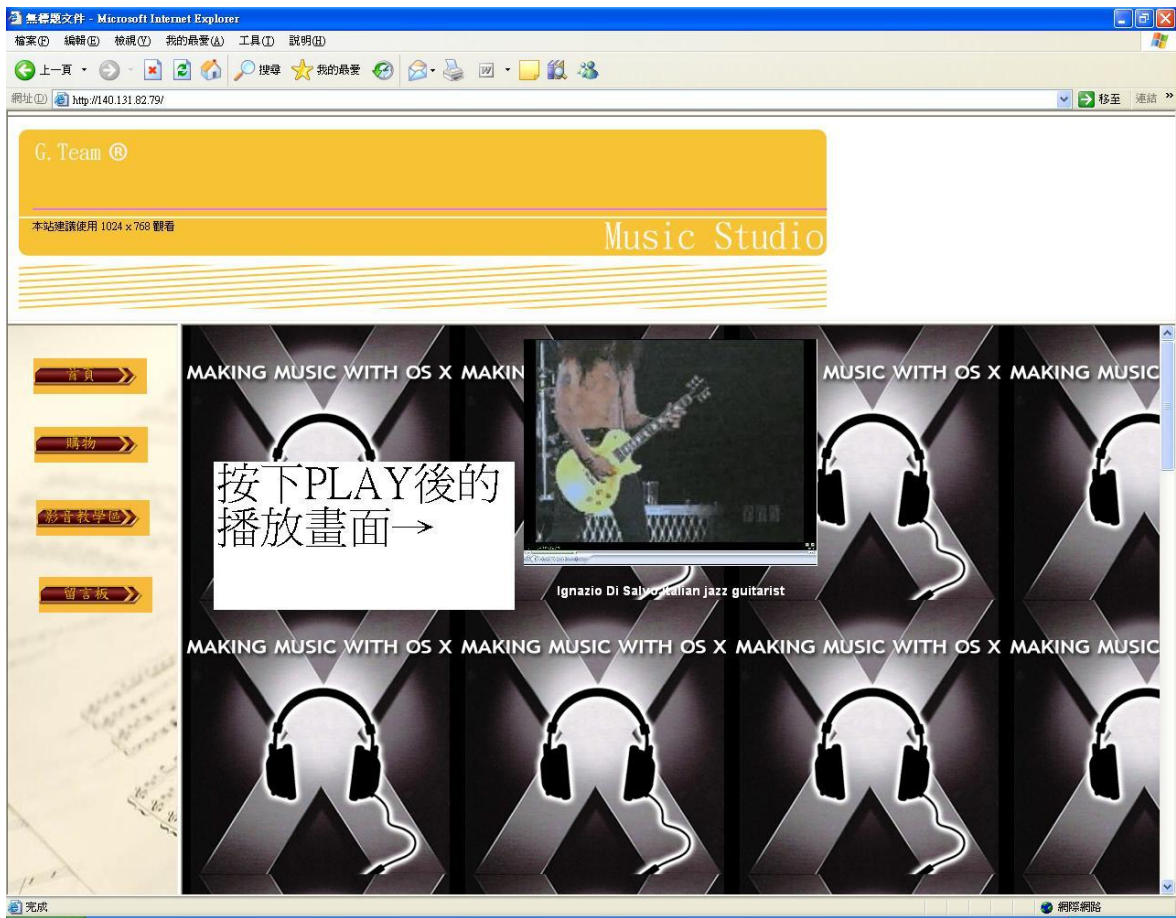 無標題文件 - Microsoft Internet Explorer
檔案(F) 編輯(E) 檢視(V) 我的最愛(A) 工具(T) 說明(H)
上一頁 搜尋 我的最愛
網址(D) http://140.131.82.79/ 移至 連結 »
G.Team ®
本站建議使用 1024 x 768 觀看
Music Studio
首頁
購物
影音教學區
留言板
MAKING MUSIC WITH OS X MAKIN MUSIC WITH OS X MAKING MUSIC
按下PLAY後的
播放畫面→
Ignazio Di Salvo,Italian jazz guitarist
MAKING MUSIC WITH OS X MAKING MUSIC WITH OS X MAKING MUSIC WITH OS X MAKING MUSIC
完成 網際網路